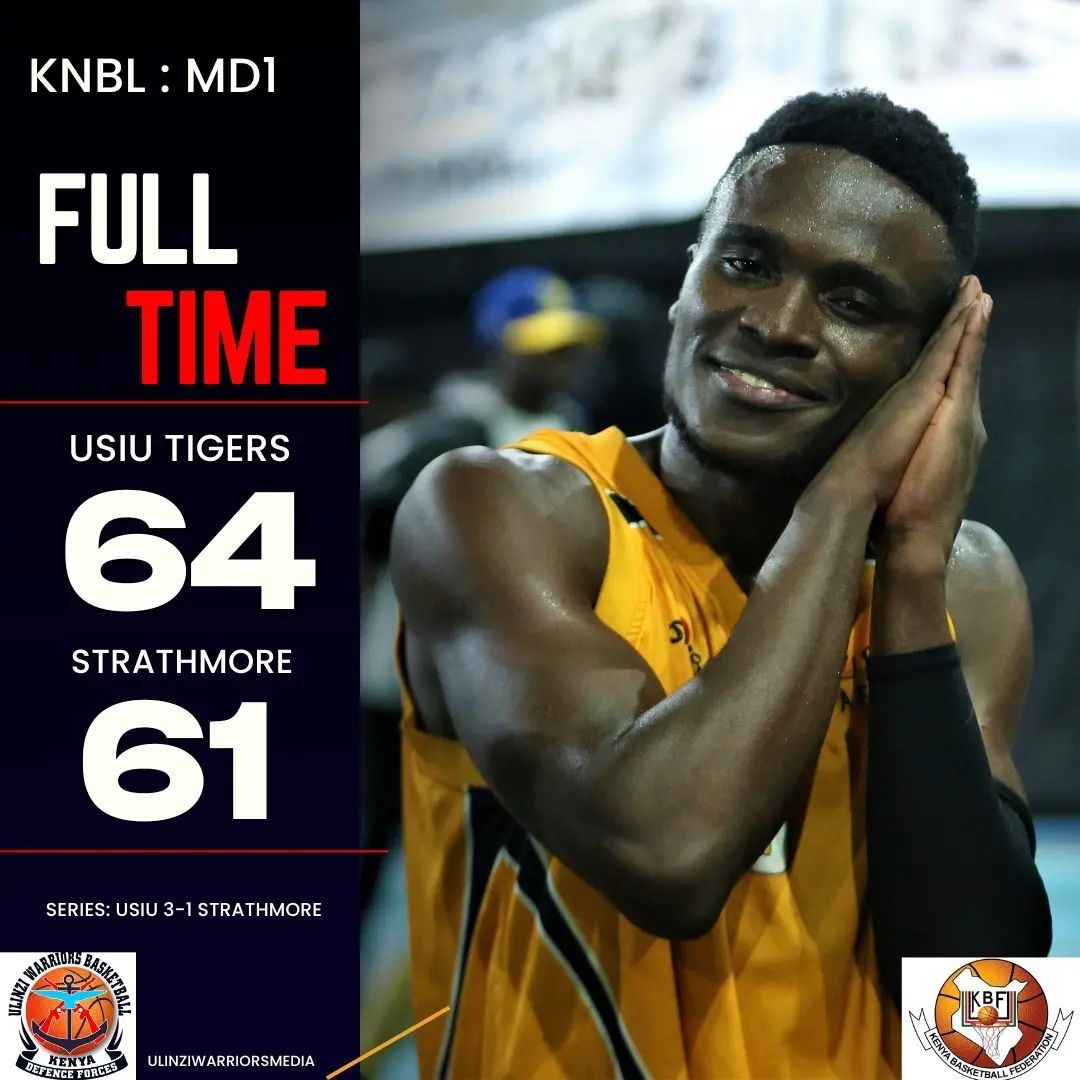 KNBL : MD1
FULL
TIME
USIU TIGERS
64
STRATHMORE
61
SERIES: USIU 3-1 STRATHMORE
ULINZI WARRIORS BASKETBALL
KENYA
DEFENCE FORCES
ULINZIWARRIORSMEDIA
KBF
KENYA BASKETBALL FEDERATION